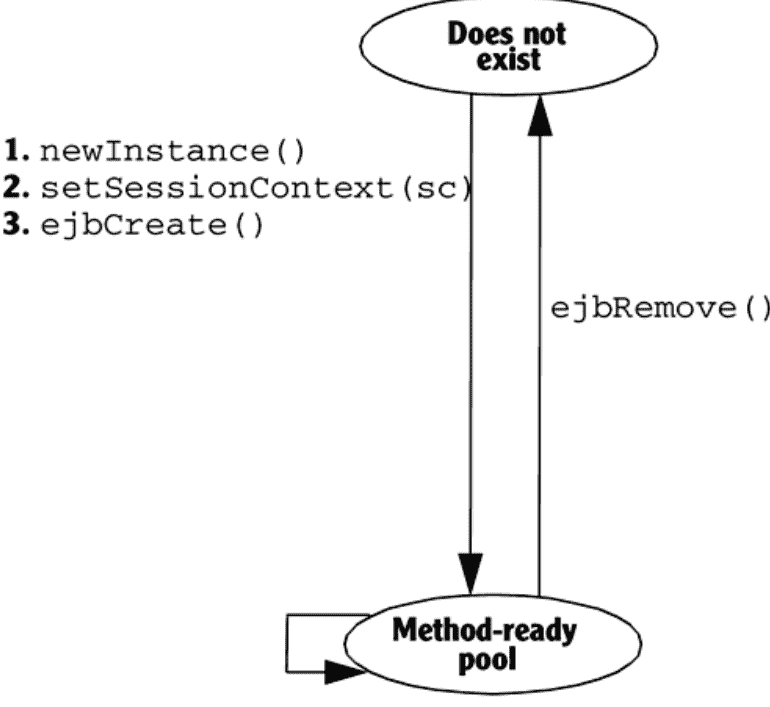 Does not
exist
1. newInstance()
2. setSessionContext(sc)
3. ejbCreate()
ejbRemove()
Method-ready
pool